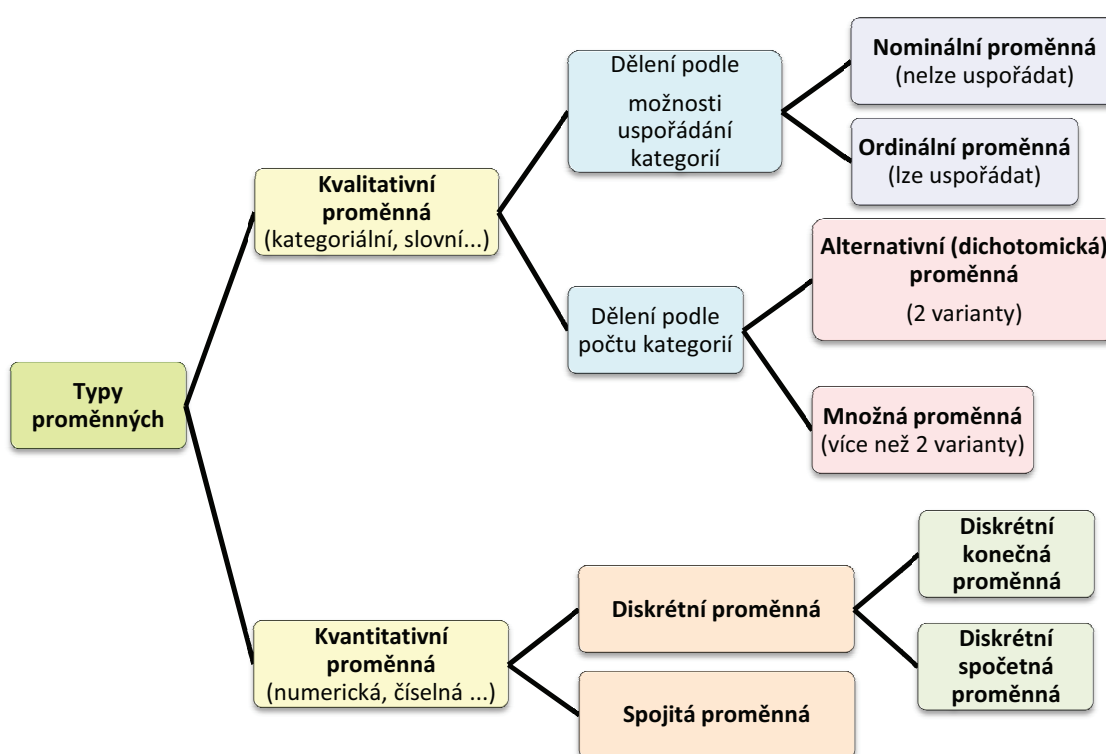 Typy
proměnných
Kvalitativní
proměnná
(kategoriální, slovní...)
Dělení podle
možnosti
uspořádání
kategorií
Nominální proměnná
(nelze uspořádat)
Ordinální proměnná
(lze uspořádat)
Dělení podle
počtu kategorií
Alternativní (dichotomická)
proměnná
(2 varianty)
Množná proměnná
(více než 2 varianty)
Kvantitativní
proměnná
(numerická, číselná ...)
Diskrétní proměnná
Diskrétní
konečná
proměnná
Diskrétní
spočetná
proměnná
Spojitá proměnná